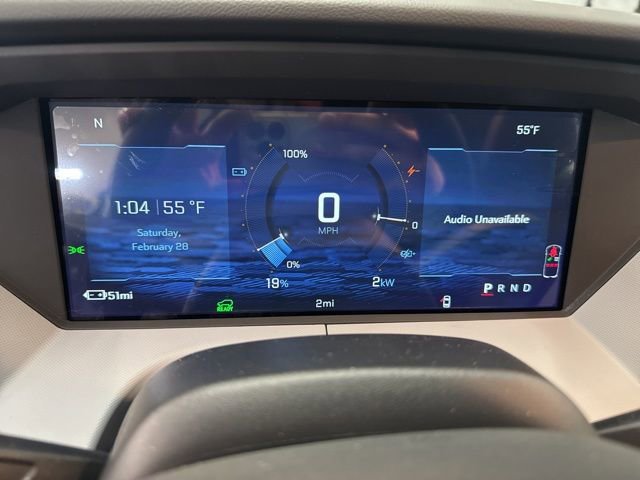 N
55°F
100%
1:04 | 55 °F
Saturday,
February 28
0
MPH
0
Audio Unavailable
0%
51mi
READY
19%
2mi
2kW
P R N D